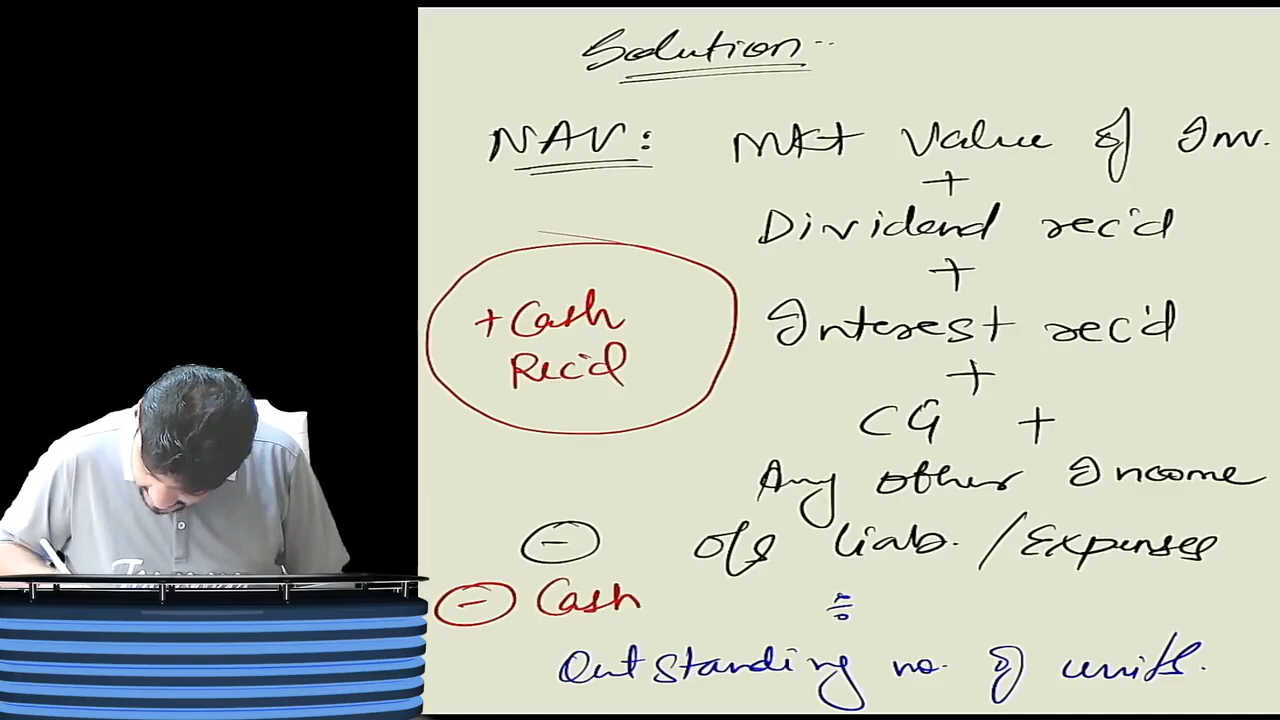 Solution..
NAV: Mkt Value of Inv.
+
Dividend rec'd
+
+ Cash Rec'd
Interest rec'd
+
CG +
Any other Income
(-) o/s liab. / Expenses
(-) Cash ÷
Outstanding no. of units.